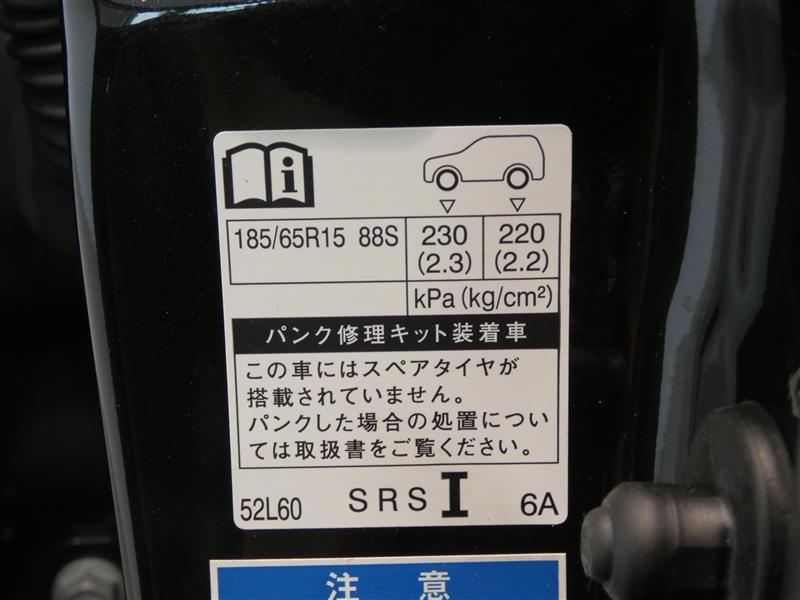 i
185/65R15 88S 230 220
(2.3) (2.2)
kPa (kg/cm²)
パンク修理キット装着車
この車にはスペアタイヤが
搭載されていません。
パンクした場合の処置につい
ては取扱書をご覧ください。
52L60 SRS I 6A
注意